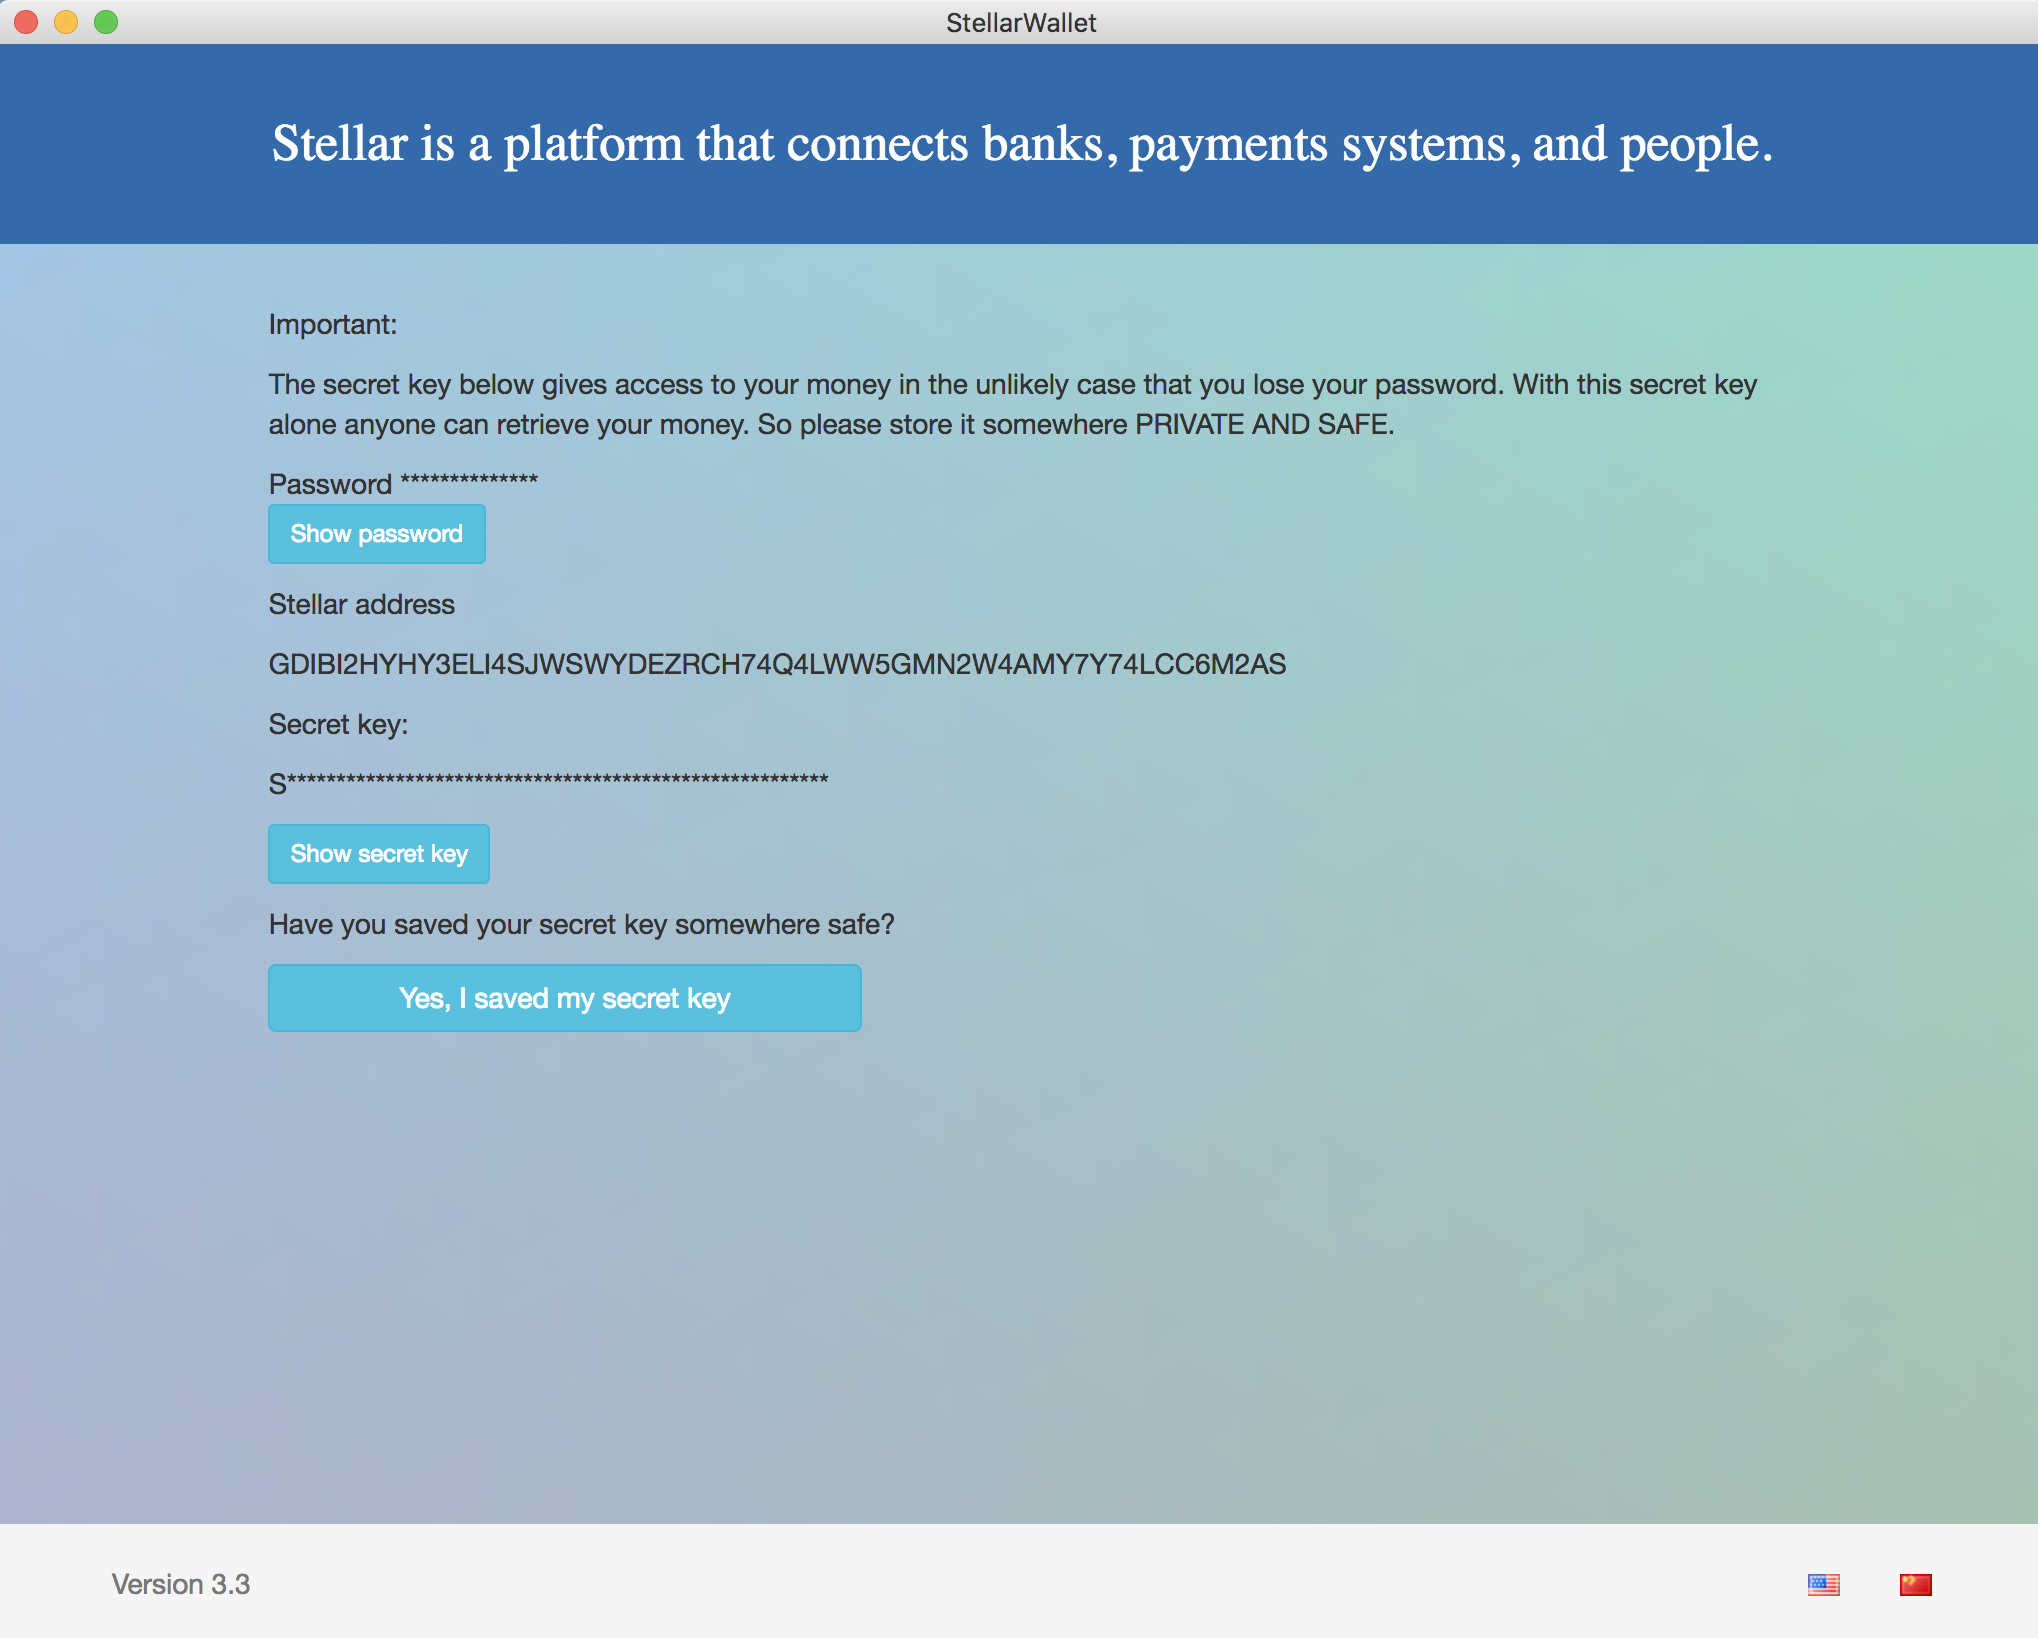 StellarWallet
Stellar is a platform that connects banks, payments systems, and people.
Important:
The secret key below gives access to your money in the unlikely case that you lose your password. With this secret key
alone anyone can retrieve your money. So please store it somewhere PRIVATE AND SAFE.
Password **************
Show password
Stellar address
GDIBI2HYHY3ELI4SJWSWYDEZRCH74Q4LWW5GMN2W4AMY7Y74LCC6M2AS
Secret key:
S*******************************************************
Show secret key
Have you saved your secret key somewhere safe?
Yes, I saved my secret key
Version 3.3